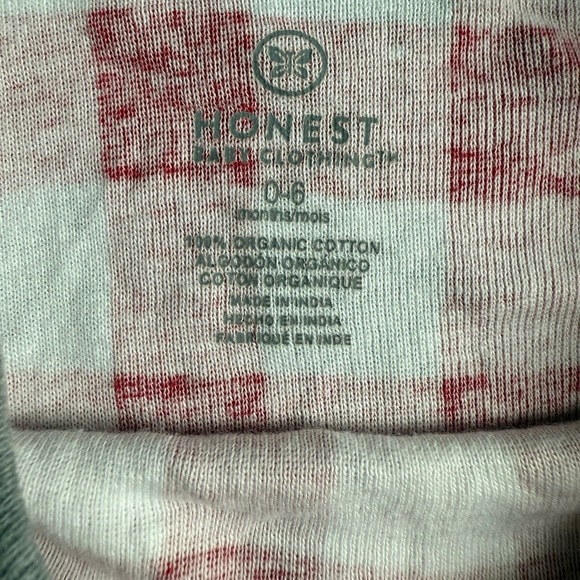 HONEST
BABY CLOTHING™
0-6
months/mois
100% ORGANIC COTTON
ALGODÓN ORGÁNICO
COTON ORGANIQUE
MADE IN INDIA
HECHO EN INDIA
FABRIQUÉ EN INDE